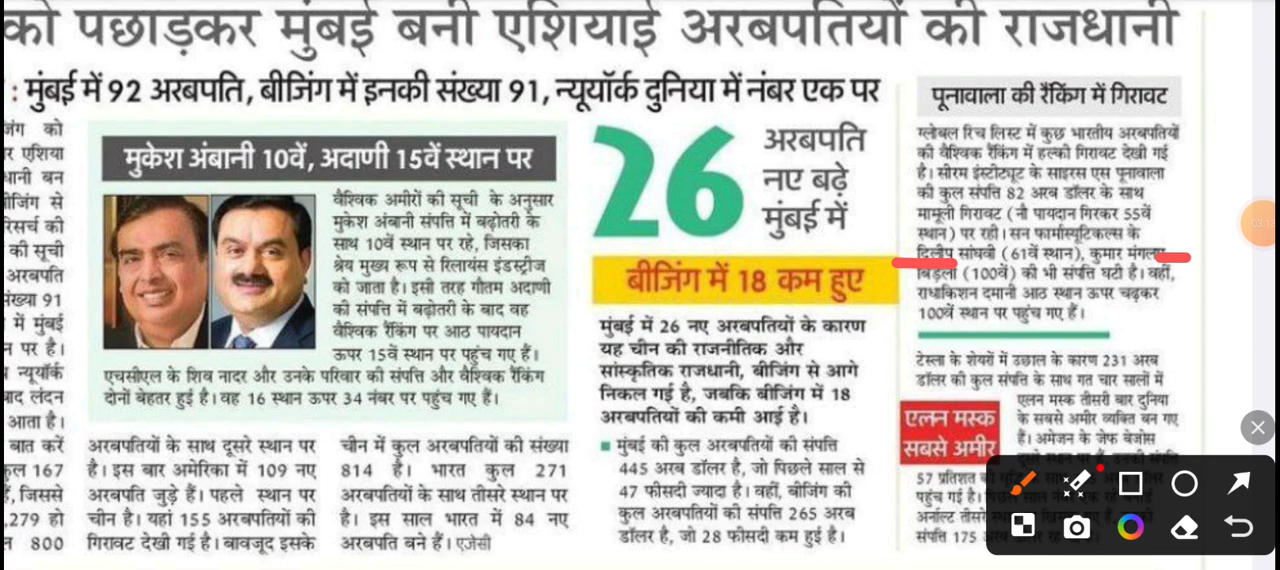 को पछाड़कर मुंबई बनी एशियाई अरबपतियों की राजधानी
: मुंबई में 92 अरबपति, बीजिंग में इनकी संख्या 91, न्यूयॉर्क दुनिया में नंबर एक पर
जिंग को
र एशिया
धानी बन
ीजिंग से
रिसर्च की
की सूची
अरबपति
संख्या 91
में मुंबई
न पर है।
न्यूयॉर्क
बाद लंदन
आता है।
बात करें
कुल 167
हैं, जिससे
,279 हो
न 800
मुकेश अंबानी 10वें, अदाणी 15वें स्थान पर
वैश्विक अमीरों की सूची के अनुसार
मुकेश अंबानी संपत्ति में बढ़ोतरी के
साथ 10वें स्थान पर रहे, जिसका
श्रेय मुख्य रूप से रिलायंस इंडस्ट्रीज
को जाता है। इसी तरह गौतम अदाणी
की संपत्ति में बढ़ोतरी के बाद वह
वैश्विक रैंकिंग पर आठ पायदान
ऊपर 15वें स्थान पर पहुंच गए हैं।
एचसीएल के शिव नादर और उनके परिवार की संपत्ति और वैश्विक रैंकिंग
दोनों बेहतर हुई है। वह 16 स्थान ऊपर 34 नंबर पर पहुंच गए हैं।
अरबपतियों के साथ दूसरे स्थान पर
है। इस बार अमेरिका में 109 नए
अरबपति जुड़े हैं। पहले स्थान पर
चीन है। यहां 155 अरबपतियों की
गिरावट देखी गई है। बावजूद इसके
चीन में कुल अरबपतियों की संख्या
814 है। भारत कुल 271
अरबपतियों के साथ तीसरे स्थान पर
है। इस साल भारत में 84 नए
अरबपति बने हैं। एजेंसी
26 अरबपति
नए बढ़े
मुंबई में
बीजिंग में 18 कम हुए
मुंबई में 26 नए अरबपतियों के कारण
यह चीन की राजनीतिक और
सांस्कृतिक राजधानी, बीजिंग से आगे
निकल गई है, जबकि बीजिंग में 18
अरबपतियों की कमी आई है।
■ मुंबई की कुल अरबपतियों की संपत्ति
445 अरब डॉलर है, जो पिछले साल से
47 फीसदी ज्यादा है। वहीं, बीजिंग की
कुल अरबपतियों की संपत्ति 265 अरब
डॉलर है, जो 28 फीसदी कम हुई है।
पूनावाला की रैंकिंग में गिरावट
ग्लोबल रिच लिस्ट में कुछ भारतीय अरबपतियों
की वैश्विक रैंकिंग में हल्की गिरावट देखी गई
है। सीरम इंस्टीट्यूट के साइरस एस पूनावाला
की कुल संपत्ति 82 अरब डॉलर के साथ
मामूली गिरावट (नौ पायदान गिरकर 55वें
स्थान) पर रही। सन फार्मास्यूटिकल्स के
दिलीप सांघवी (61वें स्थान), कुमार मंगलम
बिड़ला (100वें) की भी संपत्ति घटी है। वहीं,
राधाकिशन दमानी आठ स्थान ऊपर चढ़कर
100वें स्थान पर पहुंच गए हैं।
टेस्ला के शेयरों में उछाल के कारण 231 अरब
डॉलर की कुल संपत्ति के साथ गत चार सालों में
एलन मस्क तीसरी बार दुनिया
के सबसे अमीर व्यक्ति बन गए
हैं। अमेजन के जेफ बेजोस
एलन मस्क
सबसे अमीर
57 प्रतिशत
पहुंच गई है।
अर्नाल्ट तीसरे
संपत्ति 175